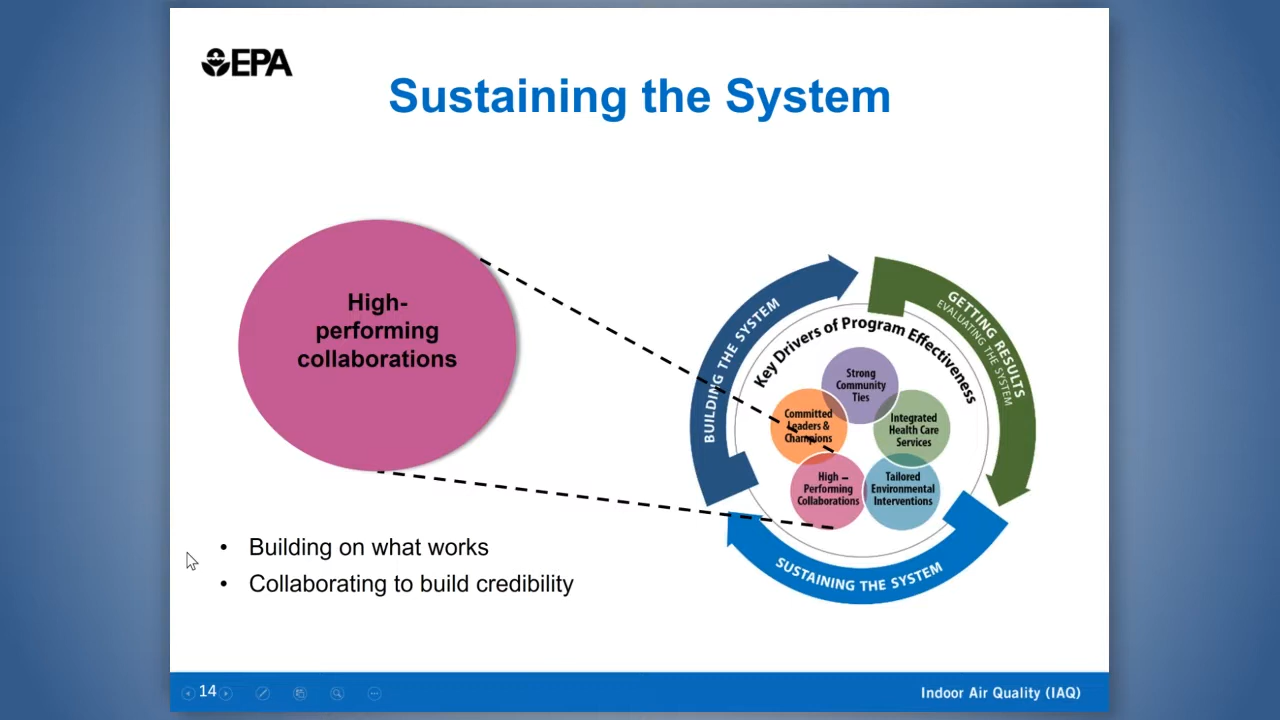 EPA
Sustaining the System
High-
performing
collaborations
BUILDING THE SYSTEM
GETTING RESULTS
EVALUATING THE SYSTEM
Key Drivers of Program Effectiveness
Strong
Community
Ties
Committed
Leaders &
Champions
Integrated
Health Care
Services
High –
Performing
Collaborations
Tailored
Environmental
Interventions
SUSTAINING THE SYSTEM
• Building on what works
• Collaborating to build credibility
14
Indoor Air Quality (IAQ)